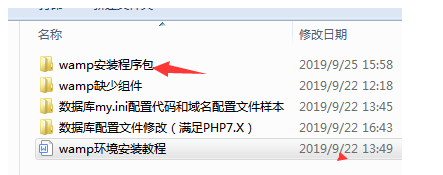 名称 修改日期
wamp安装程序包 2019/9/25 15:58
wamp缺少组件 2019/9/22 12:18
数据库my.ini配置代码和域名配置文件样本 2019/9/22 13:45
数据库配置文件修改（满足PHP7.X） 2019/9/22 16:43
wamp环境安装教程 2019/9/22 13:49